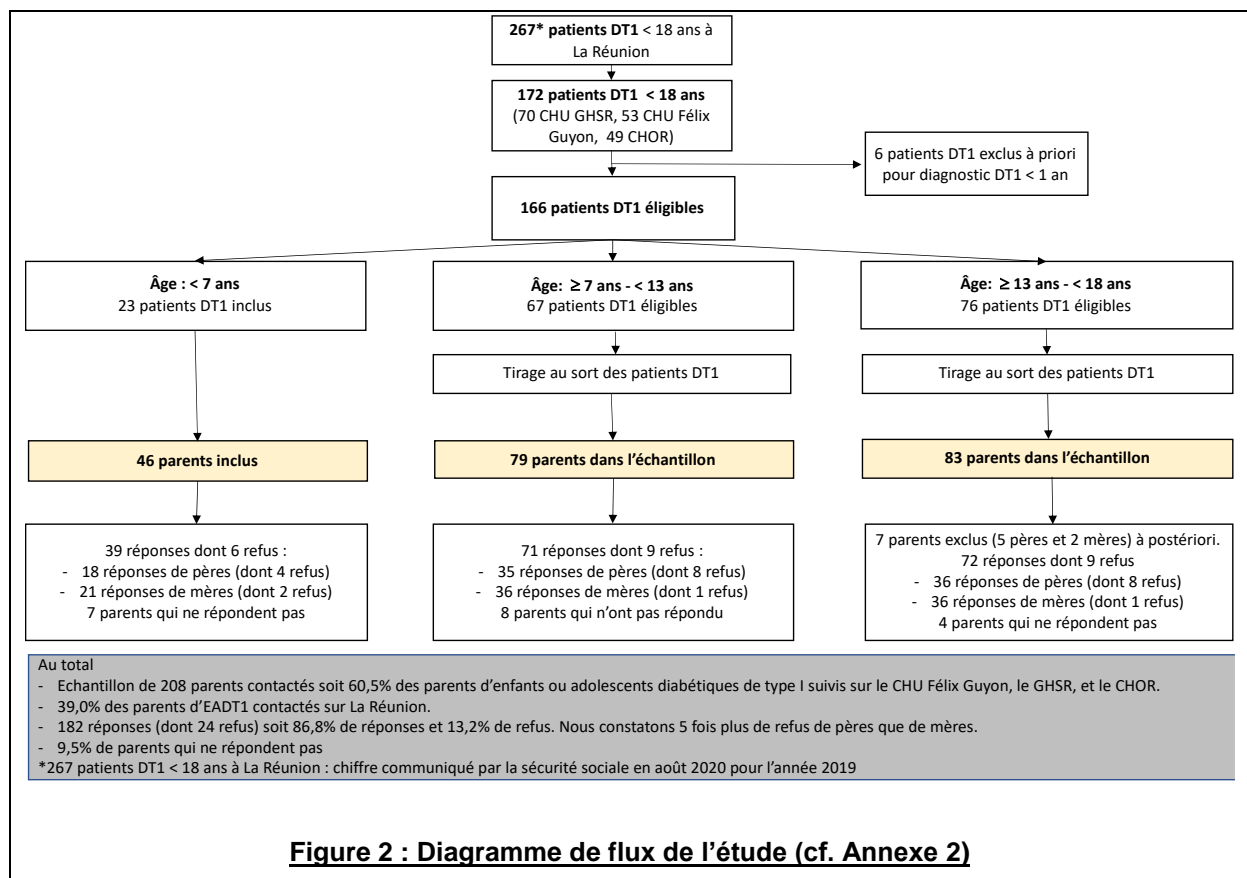 267* patients DT1 < 18 ans à
La Réunion
172 patients DT1 < 18 ans
(70 CHU GHSR, 53 CHU Félix
Guyon, 49 CHOR)
6 patients DT1 exclus à priori
pour diagnostic DT1 < 1 an
166 patients DT1 éligibles
Âge : < 7 ans
23 patients DT1 inclus
Âge: ≥ 7 ans - < 13 ans
67 patients DT1 éligibles
Âge: ≥ 13 ans - < 18 ans
76 patients DT1 éligibles
Tirage au sort des patients DT1
Tirage au sort des patients DT1
46 parents inclus
79 parents dans l'échantillon
83 parents dans l'échantillon
39 réponses dont 6 refus :
- 18 réponses de pères (dont 4 refus)
- 21 réponses de mères (dont 2 refus)
7 parents qui ne répondent pas
71 réponses dont 9 refus :
- 35 réponses de pères (dont 8 refus)
- 36 réponses de mères (dont 1 refus)
8 parents qui n'ont pas répondu
7 parents exclus (5 pères et 2 mères) à postériori.
72 réponses dont 9 refus
- 36 réponses de pères (dont 8 refus)
- 36 réponses de mères (dont 1 refus)
4 parents qui ne répondent pas
Au total
- Echantillon de 208 parents contactés soit 60,5% des parents d'enfants ou adolescents diabétiques de type I suivis sur le CHU Félix Guyon, le GHSR, et le CHOR.
- 39,0% des parents d'EADT1 contactés sur La Réunion.
- 182 réponses (dont 24 refus) soit 86,8% de réponses et 13,2% de refus. Nous constatons 5 fois plus de refus de pères que de mères.
- 9,5% de parents qui ne répondent pas
*267 patients DT1 < 18 ans à La Réunion : chiffre communiqué par la sécurité sociale en août 2020 pour l'année 2019
Figure 2 : Diagramme de flux de l'étude (cf. Annexe 2)